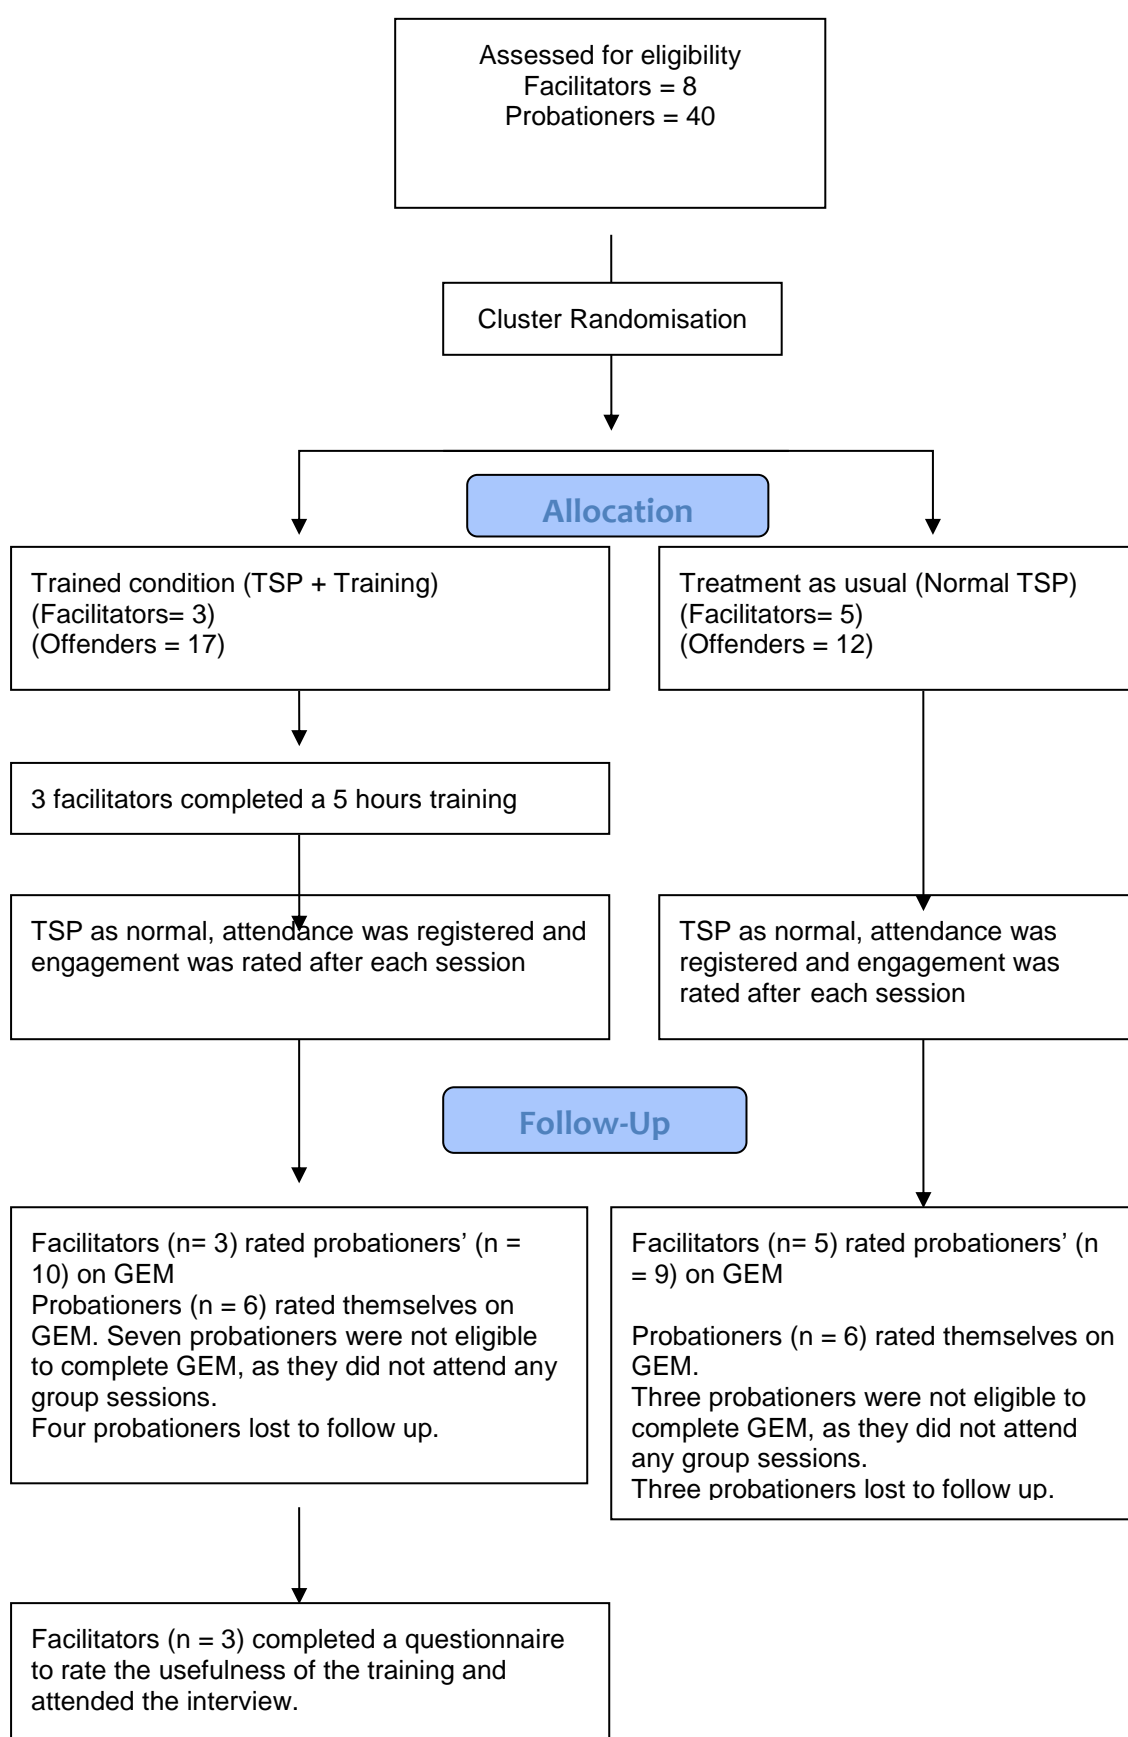 Assessed for eligibility
Facilitators = 8
Probationers = 40
Cluster Randomisation
Allocation
Trained condition (TSP + Training)
(Facilitators= 3)
(Offenders = 17)
Treatment as usual (Normal TSP)
(Facilitators= 5)
(Offenders = 12)
3 facilitators completed a 5 hours training
TSP as normal, attendance was registered and
engagement was rated after each session
TSP as normal, attendance was
registered and engagement was
rated after each session
Follow-Up
Facilitators (n= 3) rated probationers’ (n =
10) on GEM
Probationers (n = 6) rated themselves on
GEM. Seven probationers were not eligible
to complete GEM, as they did not attend any
group sessions.
Four probationers lost to follow up.
Facilitators (n= 5) rated probationers’ (n
= 9) on GEM
Probationers (n = 6) rated themselves on
GEM.
Three probationers were not eligible to
complete GEM, as they did not attend
any group sessions.
Three probationers lost to follow up.
Facilitators (n = 3) completed a questionnaire
to rate the usefulness of the training and
attended the interview.